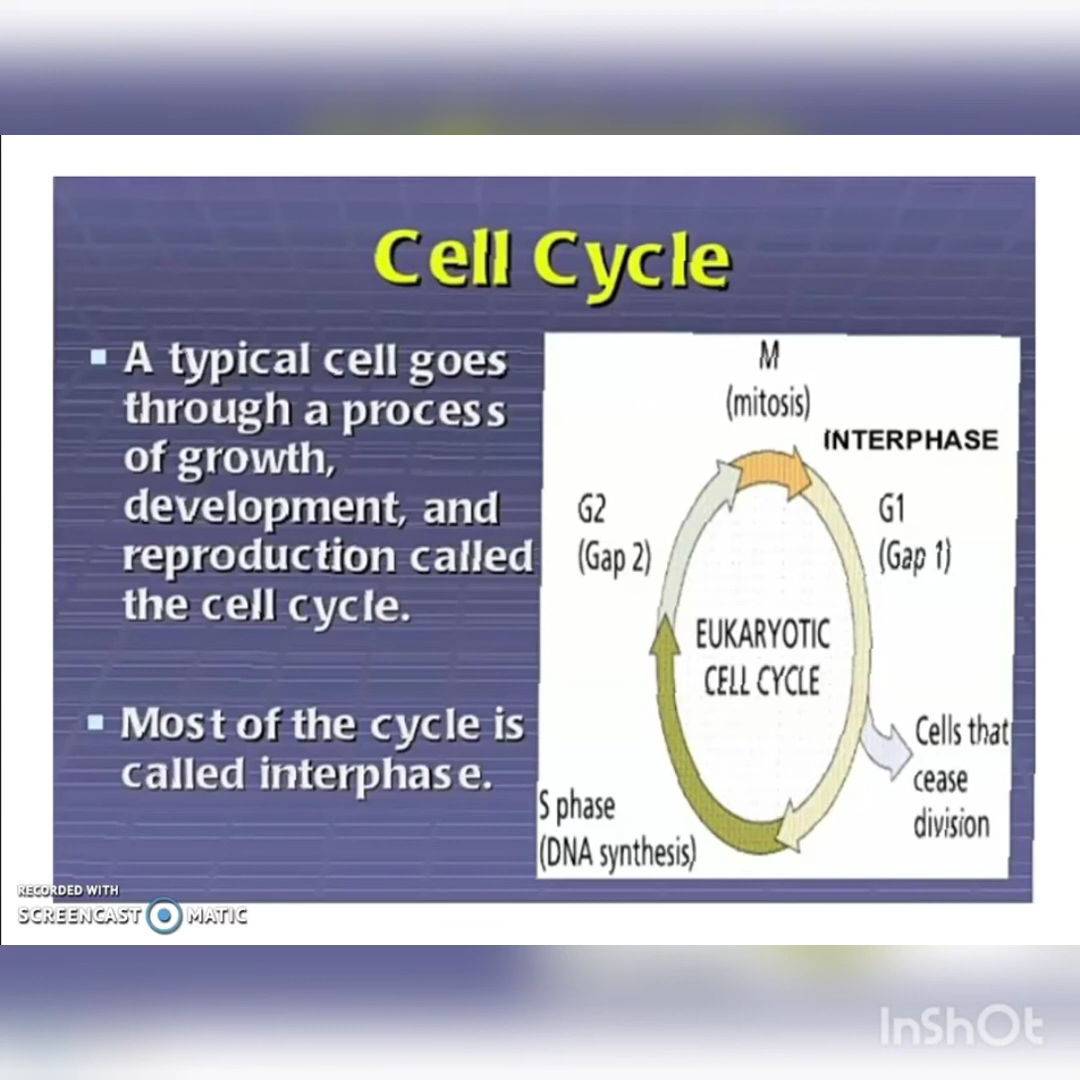 Cell Cycle
A typical cell goes
through a process
of growth,
development, and
reproduction called
the cell cycle.
Most of the cycle is
called interphase.
M
(mitosis)
INTERPHASE
G2
(Gap 2)
G1
(Gap 1)
EUKARYOTIC
CELL CYCLE
Cells that
cease
division
S phase
(DNA synthesis)
RECORDED WITH
SCREENCAST MATIC
InShOt